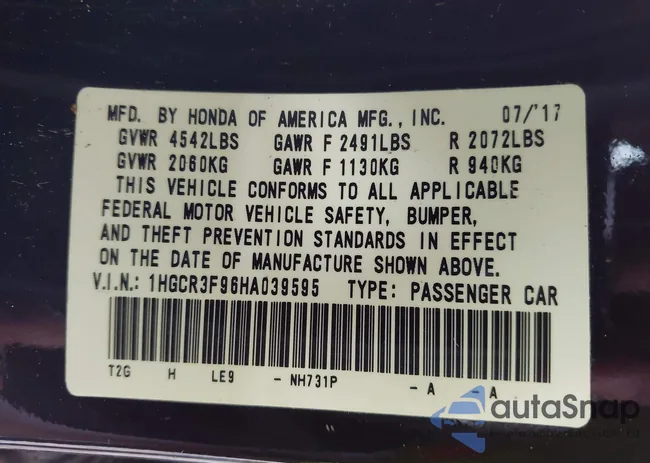 MFD. BY HONDA OF AMERICA MFG., INC. 07/'17
GVWR 4542LBS GAWR F 2491LBS R 2072LBS
GVWR 2060KG GAWR F 1130KG R 940KG
THIS VEHICLE CONFORMS TO ALL APPLICABLE
FEDERAL MOTOR VEHICLE SAFETY, BUMPER,
AND THEFT PREVENTION STANDARDS IN EFFECT
ON THE DATE OF MANUFACTURE SHOWN ABOVE.
V.I.N.: 1HGCR3F96HA039595 TYPE: PASSENGER CAR
T2G H LE9 - NH731P - A - A
autoSnap